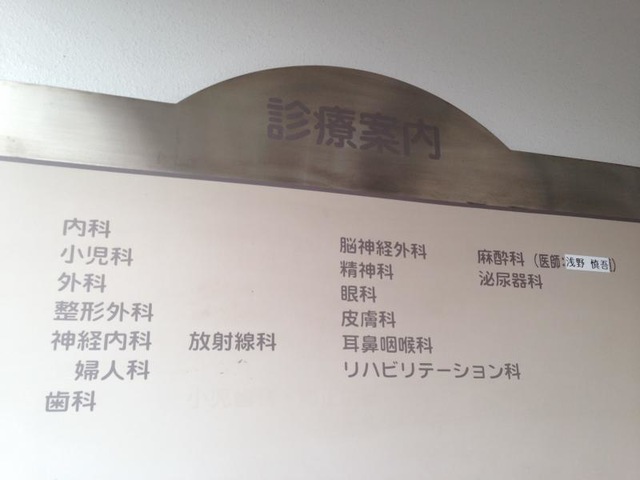 診療案内
内科
小児科
外科
整形外科
神経内科
婦人科
歯科
放射線科
脳神経外科
精神科
眼科
皮膚科
耳鼻咽喉科
リハビリテーション科
麻酔科（医師：浅野 慎吾）
泌尿器科